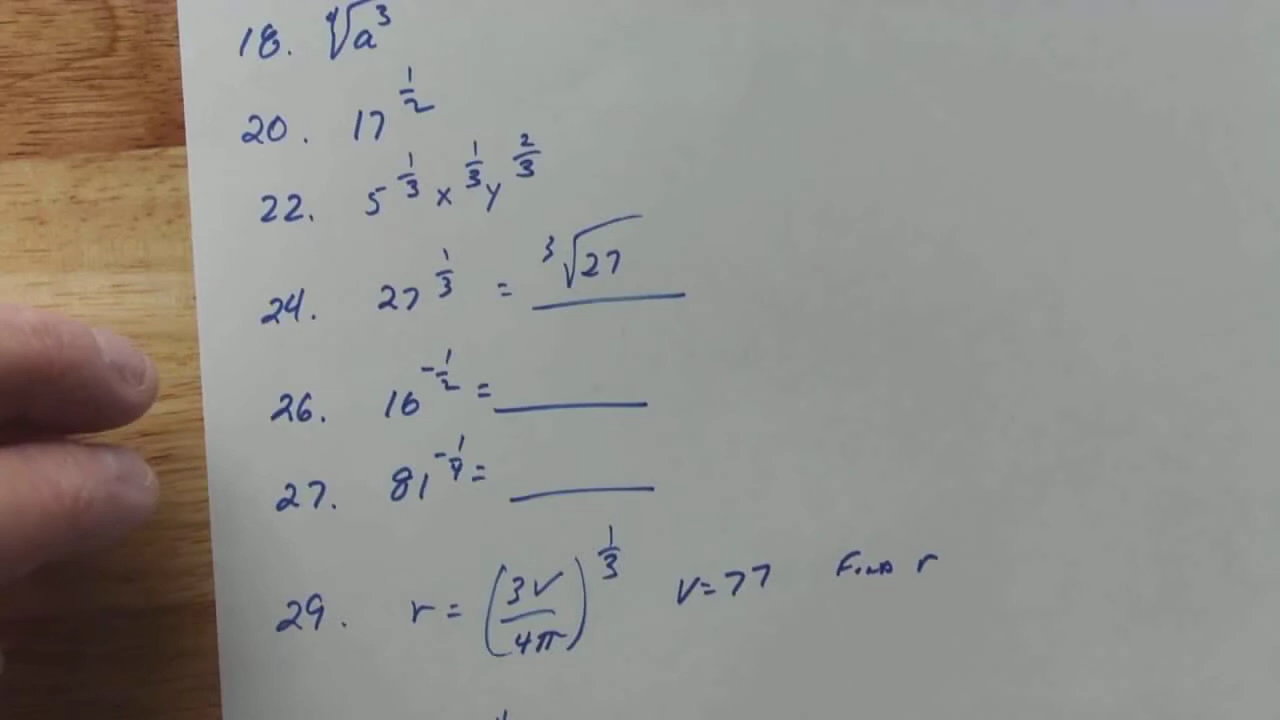 18. ∜a³
20. 17^(1/2)
22. 5^(1/3) x^(1/3) y^(2/3)
24. 27^(1/3) = ³√27
26. 16^(-1/2) =
27. 81^(-1/4) =
29. r = (3V/4π)^(1/3) V=77 Find r